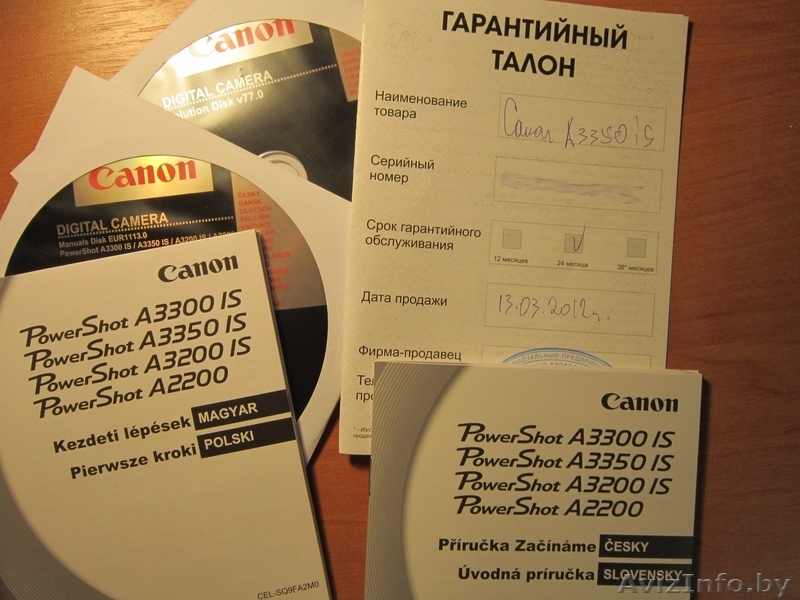 Canon
DIGITAL CAMERA
Solution Disk v77.0
Canon
DIGITAL CAMERA
Manuals Disk EUR1113.0
PowerShot A3300 IS / A3350 IS / A3200 IS /
ČESKY
DANSK
DEUTSCH
ENGLISH
ГАРАНТИЙНЫЙ
ТАЛОН
Наименование
товара
Canon A3350 iS
Серийный
номер
Срок гарантийного
обслуживания
12 месяцев
24 месяца
36* месяцев
Дата продажи
13.03.2012г.
Фирма-продавец
Canon
PowerShot A3300 IS
PowerShot A3350 IS
PowerShot A3200 IS
PowerShot A2200
Kezdeti lépések MAGYAR
Pierwsze kroki POLSKI
CEL-SQ9FA2M0
Canon
PowerShot A3300 IS
PowerShot A3350 IS
PowerShot A3200 IS
PowerShot A2200
Příručka Začínáme ČESKY
Úvodná príručka SLOVENSKY
AvizInfo.by